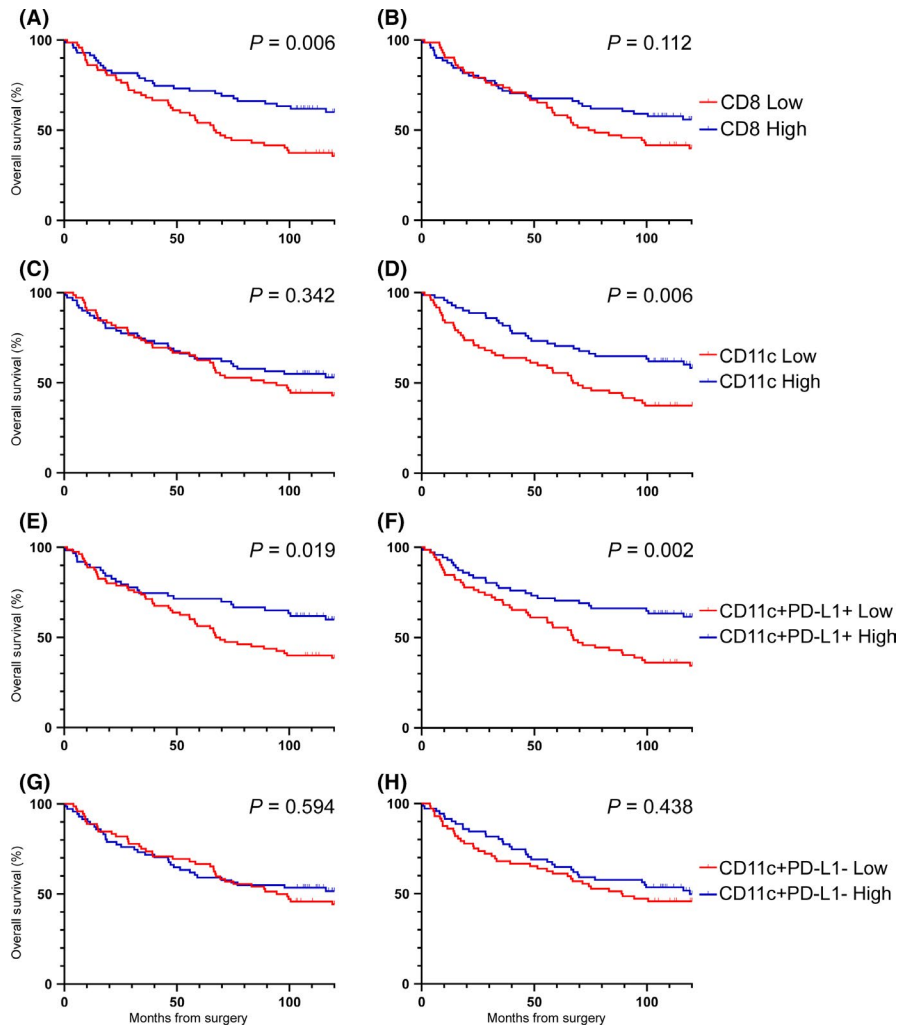 (A)
P = 0.006
Overall survival (%)
100
50
0
0 50 100
(B)
P = 0.112
100
50
0
0 50 100
CD8 Low
CD8 High
(C)
P = 0.342
Overall survival (%)
100
50
0
0 50 100
(D)
P = 0.006
100
50
0
0 50 100
CD11c Low
CD11c High
(E)
P = 0.019
Overall survival (%)
100
50
0
0 50 100
(F)
P = 0.002
100
50
0
0 50 100
CD11c+PD-L1+ Low
CD11c+PD-L1+ High
(G)
P = 0.594
Overall survival (%)
100
50
0
0 50 100
Months from surgery
(H)
P = 0.438
100
50
0
0 50 100
Months from surgery
CD11c+PD-L1- Low
CD11c+PD-L1- High